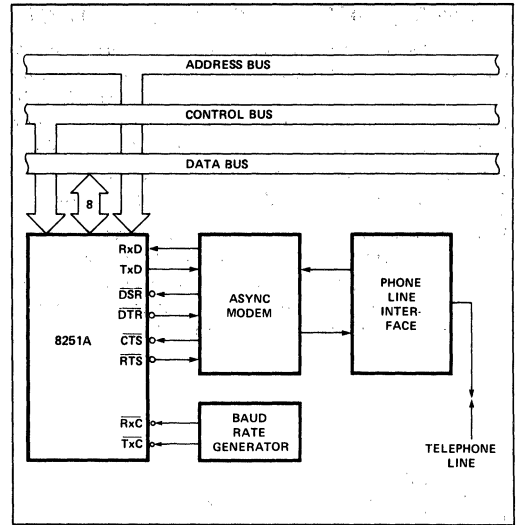 ADDRESS BUS
CONTROL BUS
DATA BUS
8
8251A
RxD
TxD
DSR
DTR
CTS
RTS
RxC
TxC
ASYNC
MODEM
BAUD
RATE
GENERATOR
PHONE
LINE
INTER-
FACE
TELEPHONE
LINE